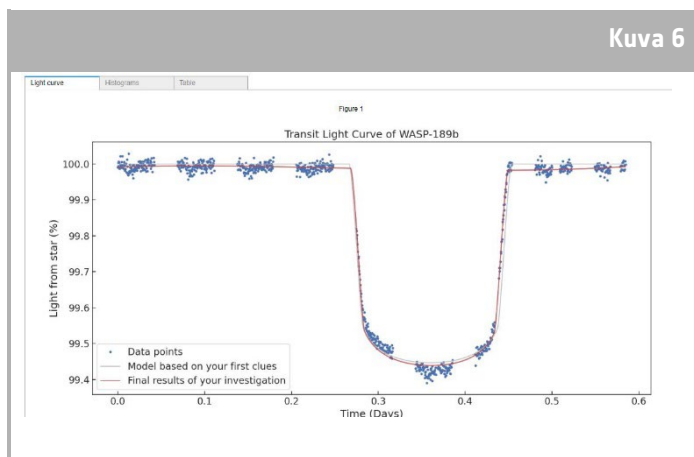 Kuva 6
Light curve Histograms Table
Figure 1
Transit Light Curve of WASP-189b
Light from star (%)
100.0
99.9
99.8
99.7
99.6
99.5
99.4
Data points
Model based on your first clues
Final results of your investigation
0.0 0.1 0.2 0.3 0.4 0.5 0.6
Time (Days)